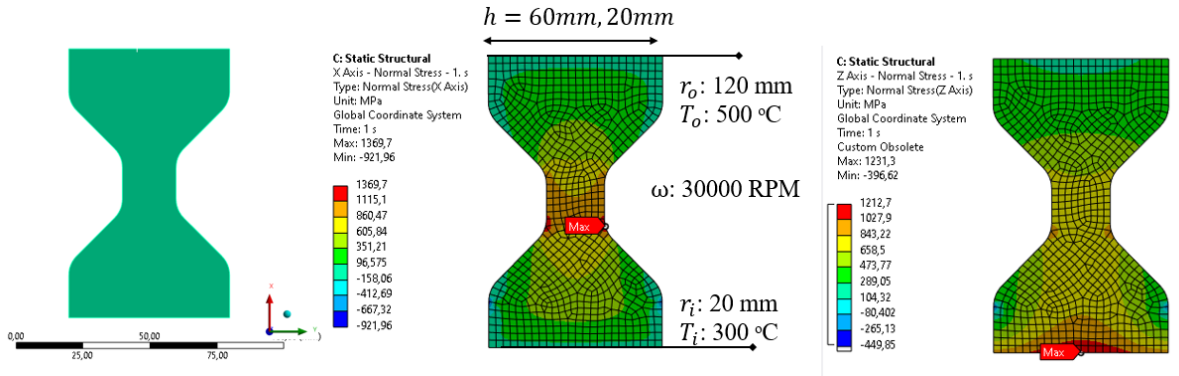 h = 60mm, 20mm
C: Static Structural
X Axis - Normal Stress - 1. s
Type: Normal Stress(X Axis)
Unit: MPa
Global Coordinate System
Time: 1 s
Max: 1369,7
Min: -921,96
1369,7
1115,1
860,47
605,84
351,21
96,575
-158,06
-412,69
-667,32
-921,96
X
Y
0,00
50,00
)
25,00
75,00
Max
r_o: 120 mm
T_o: 500 °C
ω: 30000 RPM
r_i: 20 mm
T_i: 300 °C
C: Static Structural
Z Axis - Normal Stress - 1. s
Type: Normal Stress(Z Axis)
Unit: MPa
Global Coordinate System
Time: 1 s
Custom Obsolete
Max: 1231,3
Min: -396,62
1212,7
1027,9
843,22
658,5
473,77
289,05
104,32
-80,402
-265,13
-449,85
Max